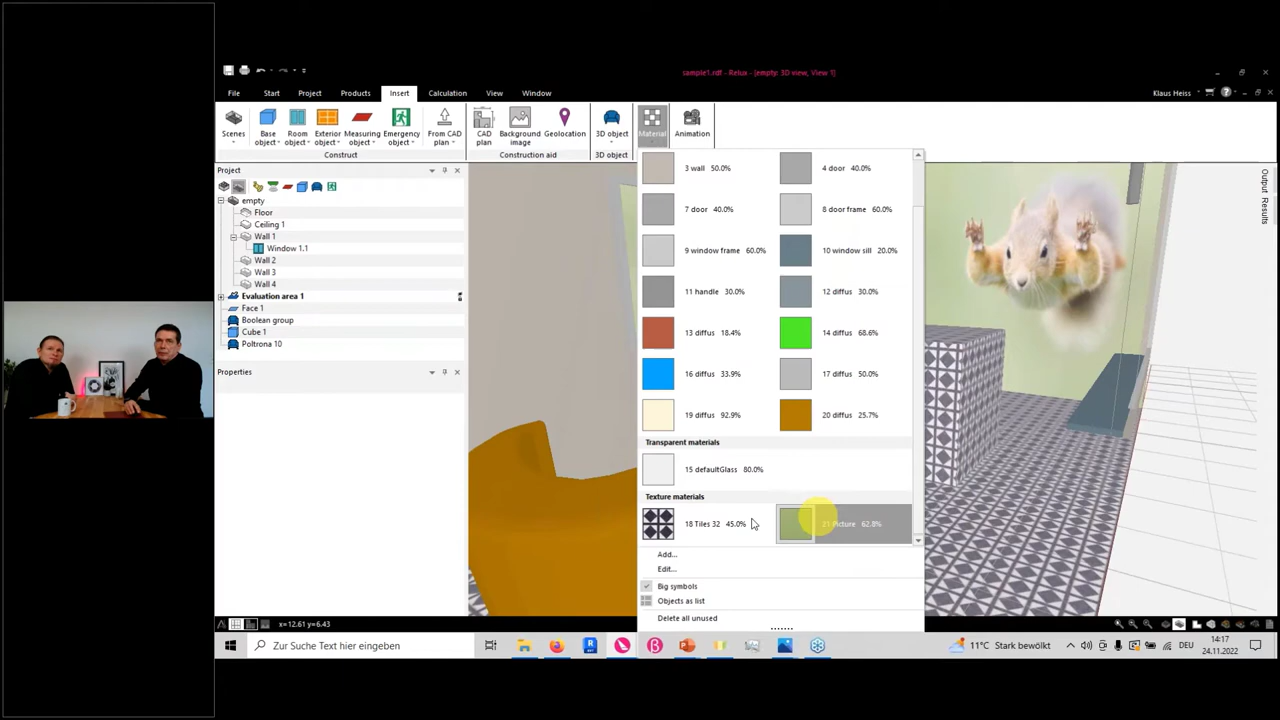 sample1.rdf - Relux - [empty: 3D view, View 1]
File Start Project Products Insert Calculation View Window
Klaus Heiss
Scenes
Base object
Room object
Exterior object
Measuring object
Emergency object
From CAD plan
CAD plan
Background image
Geolocation
3D object
Material
Animation
Construct
Construction aid
3D object
Project
empty
Floor
Ceiling 1
Wall 1
Window 1.1
Wall 2
Wall 3
Wall 4
Evaluation area 1
Face 1
Boolean group
Cube 1
Poltrona 10
Properties
3 wall 50.0%
4 door 40.0%
7 door 40.0%
8 door frame 60.0%
9 window frame 60.0%
10 window sill 20.0%
11 handle 30.0%
12 diffus 30.0%
13 diffus 18.4%
14 diffus 68.6%
16 diffus 33.9%
17 diffus 50.0%
19 diffus 92.9%
20 diffus 25.7%
Transparent materials
15 defaultGlass 80.0%
Texture materials
18 Tiles 32 45.0%
21 Picture 62.8%
Add...
Edit...
Big symbols
Objects as list
Delete all unused
Output Results
x=12.61 y=6.43
Zur Suche Text hier eingeben
11°C Stark bewölkt
DEU
14:17
24.11.2022